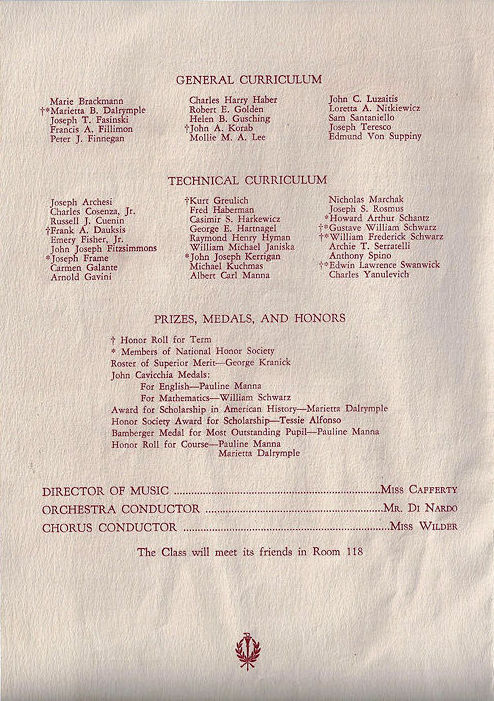 GENERAL CURRICULUM
Marie Brackmann
†*Marietta B. Dalrymple
Joseph T. Fasinski
Francis A. Fillimon
Peter J. Finnegan
Charles Harry Haber
Robert E. Golden
Helen B. Gusching
†John A. Korab
Mollie M. A. Lee
John C. Luzaitis
Loretta A. Nitkiewicz
Sam Santaniello
Joseph Teresco
Edmund Von Suppiny
TECHNICAL CURRICULUM
Joseph Archesi
Charles Cosenza, Jr.
Russell J. Cuenin
†Frank A. Dauksis
Emery Fisher, Jr.
John Joseph Fitzsimmons
*Joseph Frame
Carmen Galante
Arnold Gavini
†Kurt Greulich
Fred Haberman
Casimir S. Harkewicz
George E. Hartnagel
Raymond Henry Hyman
William Michael Janiska
*John Joseph Kerrigan
Michael Kuchmas
Albert Carl Manna
Nicholas Marchak
Joseph S. Rosmus
*Howard Arthur Schantz
†*Gustave William Schwarz
†*William Frederick Schwarz
Archie T. Serratelli
Anthony Spino
†*Edwin Lawrence Swanwick
Charles Yanulevich
PRIZES, MEDALS, AND HONORS
† Honor Roll for Term
* Members of National Honor Society
Roster of Superior Merit—George Kranick
John Cavicchia Medals:
For English—Pauline Manna
For Mathematics—William Schwarz
Award for Scholarship in American History—Marietta Dalrymple
Honor Society Award for Scholarship—Tessie Alfonso
Bamberger Medal for Most Outstanding Pupil—Pauline Manna
Honor Roll for Course—Pauline Manna
Marietta Dalrymple
DIRECTOR OF MUSIC ........................................ MISS CAFFERTY
ORCHESTRA CONDUCTOR ........................................ MR. DI NARDO
CHORUS CONDUCTOR ........................................ MISS WILDER
The Class will meet its friends in Room 118